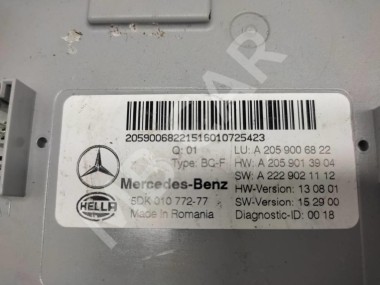 20590068221516010725423
Q: 01 LU: A 205 900 68 22
Type: BC-F HW: A 205 901 39 04
SW: A 222 902 11 12
Mercedes-Benz HW-Version: 13 08 01
5DK 010 772-77 SW-Version: 15 29 00
HELLA Made in Romania Diagnostic-ID: 00 18